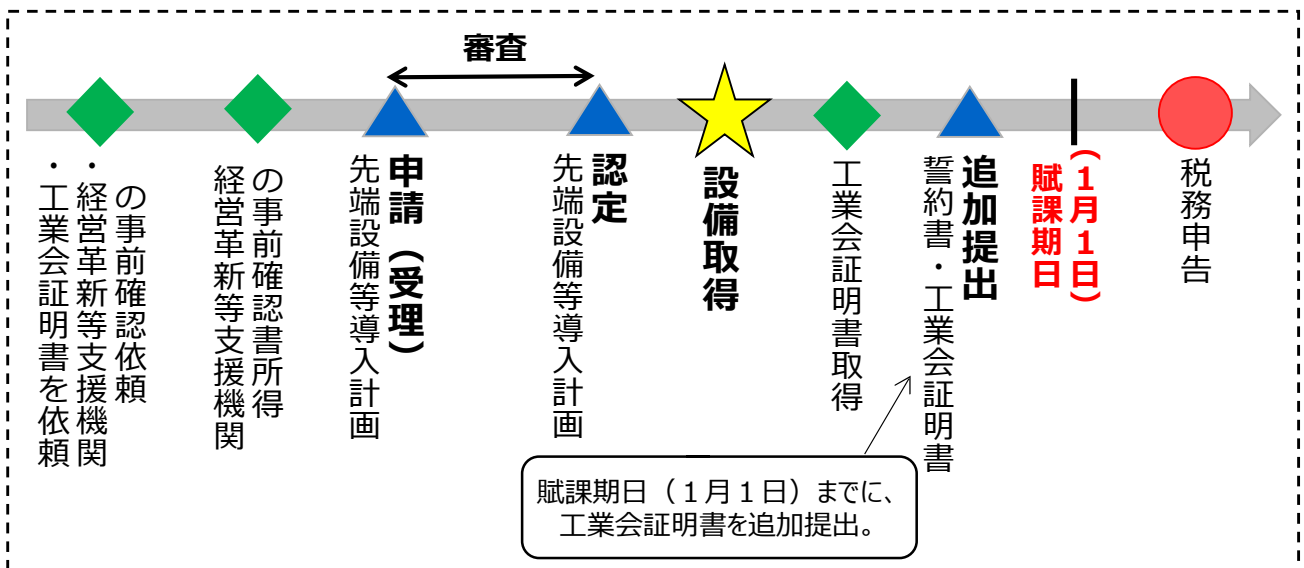 審査
・工業会証明書を依頼
・経営革新等支援機関
の事前確認依頼
経営革新等支援機関
の事前確認書所得
先端設備等導入計画
申請（受理）
先端設備等導入計画
認定
設備取得
工業会証明書取得
誓約書・工業会証明書
追加提出
賦課期日
（１月１日）
税務申告
賦課期日（１月１日）までに、
工業会証明書を追加提出。